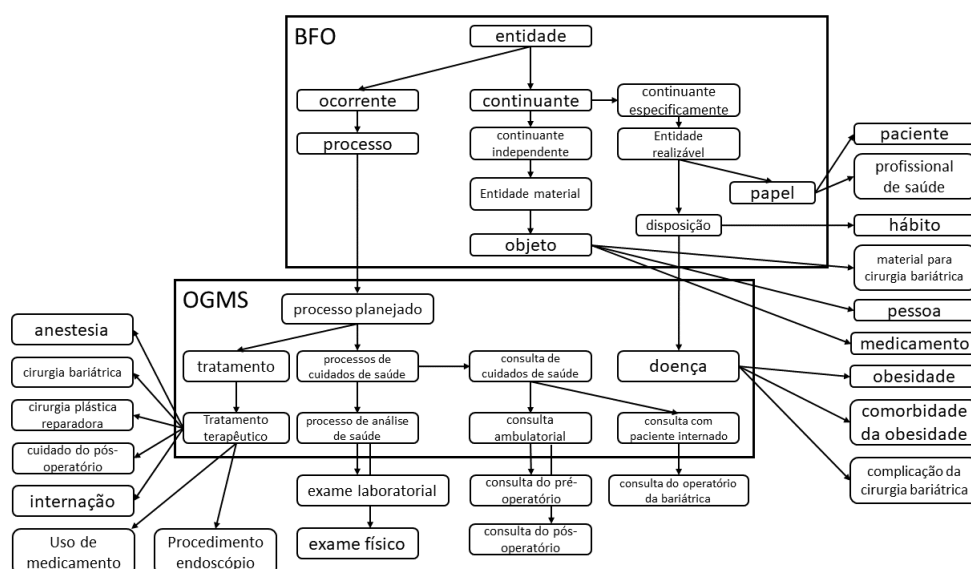 BFO
entidade
ocorrente
continuante
continuante
especificamente
processo
continuante
independente
Entidade
realizável
paciente
profissional
de saúde
Entidade material
papel
disposição
hábito
objeto
material para
cirurgia bariátrica
OGMS
processo planejado
pessoa
anestesia
medicamento
cirurgia bariátrica
tratamento
processos de
cuidados de saúde
consulta de
cuidados de saúde
doença
obesidade
cirurgia plástica
reparadora
Tratamento
terapêutico
processo de análise
de saúde
consulta
ambulatorial
consulta com
paciente internado
comorbidade
da obesidade
cuidado do pós-
operatório
complicação da
cirurgia bariátrica
internação
exame laboratorial
consulta do pré-
operatório
consulta do operatório
da bariátrica
Uso de
medicamento
Procedimento
endoscópio
exame físico
consulta do pós-
operatório